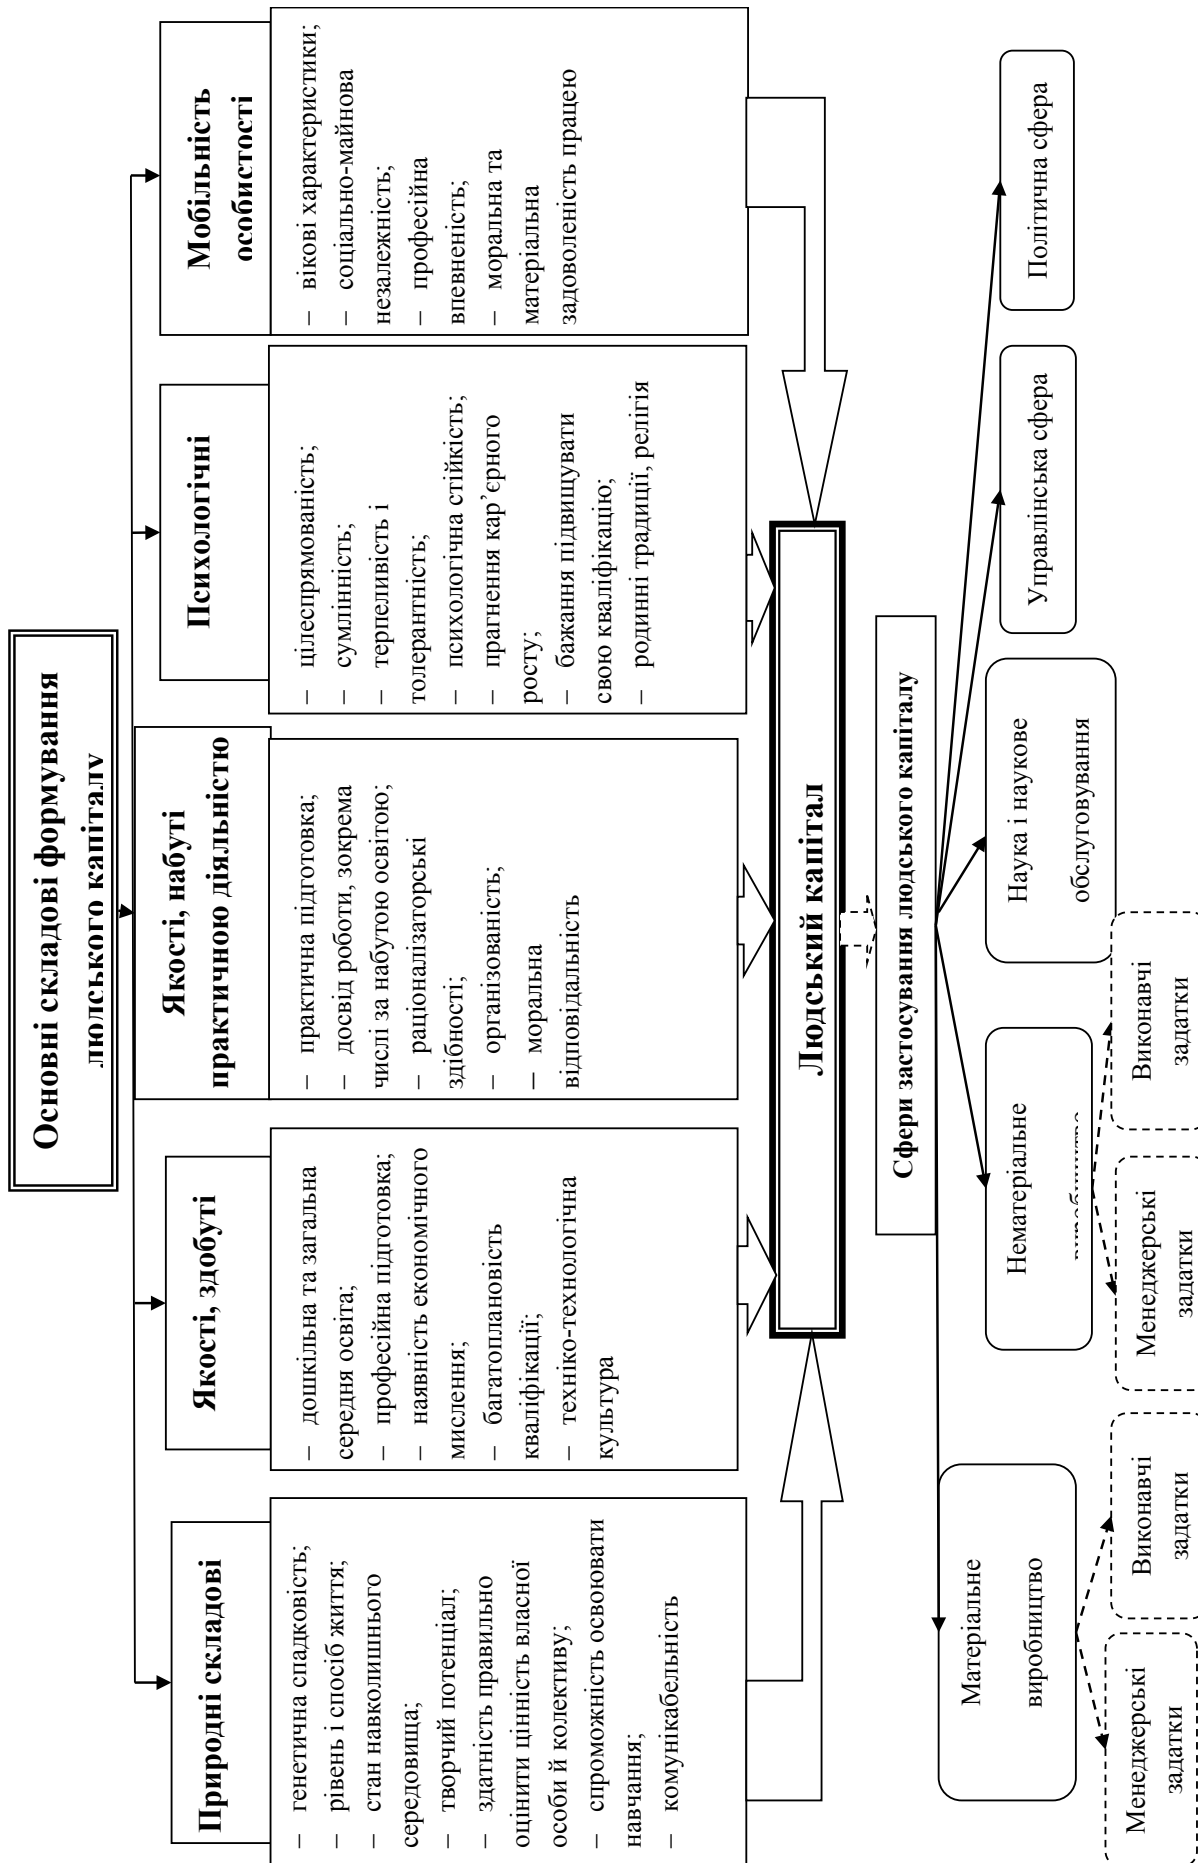 Основні складові формування
людського капіталу
Природні складові
– генетична спадковість;
– рівень і спосіб життя;
– стан навколишнього
середовища;
– творчий потенціал;
– здатність правильно
оцінити цінність власної
особи й колективу;
– спроможність освоювати
навчання;
– комунікабельність
Якості, здобуті
– дошкільна та загальна
середня освіта;
– професійна підготовка;
– наявність економічного
мислення;
– багатоплановість
кваліфікації;
– техніко-технологічна
культура
Якості, набуті
практичною діяльністю
– практична підготовка;
– досвід роботи, зокрема
числі за набутою освітою;
– раціоналізаторські
здібності;
– організованість;
– моральна
відповідальність
Психологічні
– цілеспрямованість;
– сумлінність;
– терпеливість і
толерантність;
– психологічна стійкість;
– прагнення кар’єрного
росту;
– бажання підвищувати
свою кваліфікацію;
– родинні традиції, релігія
Мобільність
особистості
– вікові характеристики;
– соціально-майнова
незалежність;
– професійна
впевненість;
– моральна та
матеріальна
задоволеність працею
Людський капітал
Сфери застосування людського капіталу
Матеріальне
виробництво
Нематеріальне
виробництво
Наука і наукове
обслуговування
Управлінська сфера
Політична сфера
Менеджерські
задатки
Виконавчі
задатки
Менеджерські
задатки
Виконавчі
задатки